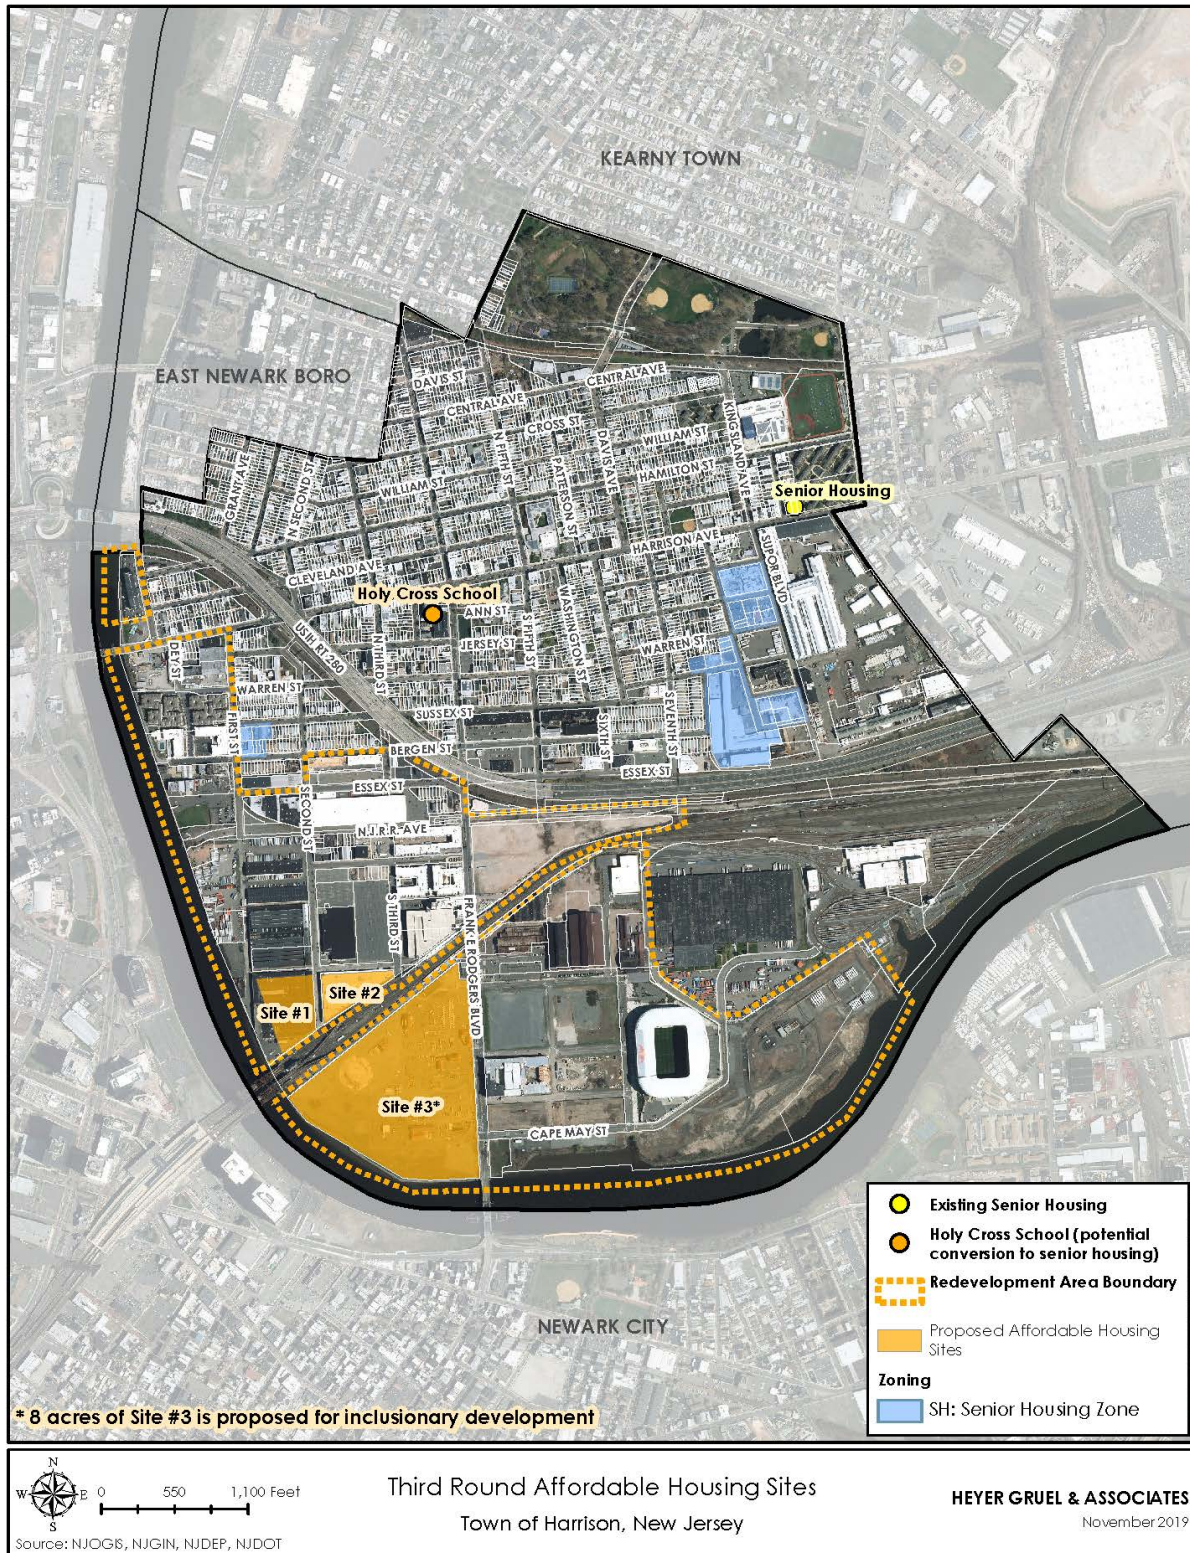 KEARNY TOWN
EAST NEWARK BORO
DAVIS ST
CENTRAL AVE
CENTRAL AVE
CROSS ST
GRANT AVE
N SECOND ST
WILLIAM ST
N FIFTH ST
PATTERSON ST
DAVIS AVE
WILLIAM ST
HAMILTON ST
KINGSLAND AVE
Senior Housing
HARRISON AVE
SUPOR BLVD
CLEVELAND AVE
Holy Cross School
ANN ST
JERSEY ST
WASHINGTON ST
WARREN ST
DEY ST
USIH, RT 280
N THIRD ST
WARREN ST
FIRST ST
SUSSEX ST
SIXTH ST
SEVENTH ST
BERGEN ST
ESSEX ST
ESSEX ST
SECOND ST
N.J.R.R. AVE
S THIRD ST
FRANK E RODGERS BLVD
Site #1
Site #2
Site #3*
CAPE MAY ST
NEWARK CITY
Existing Senior Housing
Holy Cross School (potential
conversion to senior housing)
Redevelopment Area Boundary
Proposed Affordable Housing
Sites
Zoning
SH: Senior Housing Zone
* 8 acres of Site #3 is proposed for inclusionary development
N
W E
S
0 550 1,100 Feet
Source: NJOGIS, NJGIN, NJDEP, NJDOT
Third Round Affordable Housing Sites
Town of Harrison, New Jersey
HEYER GRUEL & ASSOCIATES
November 2019